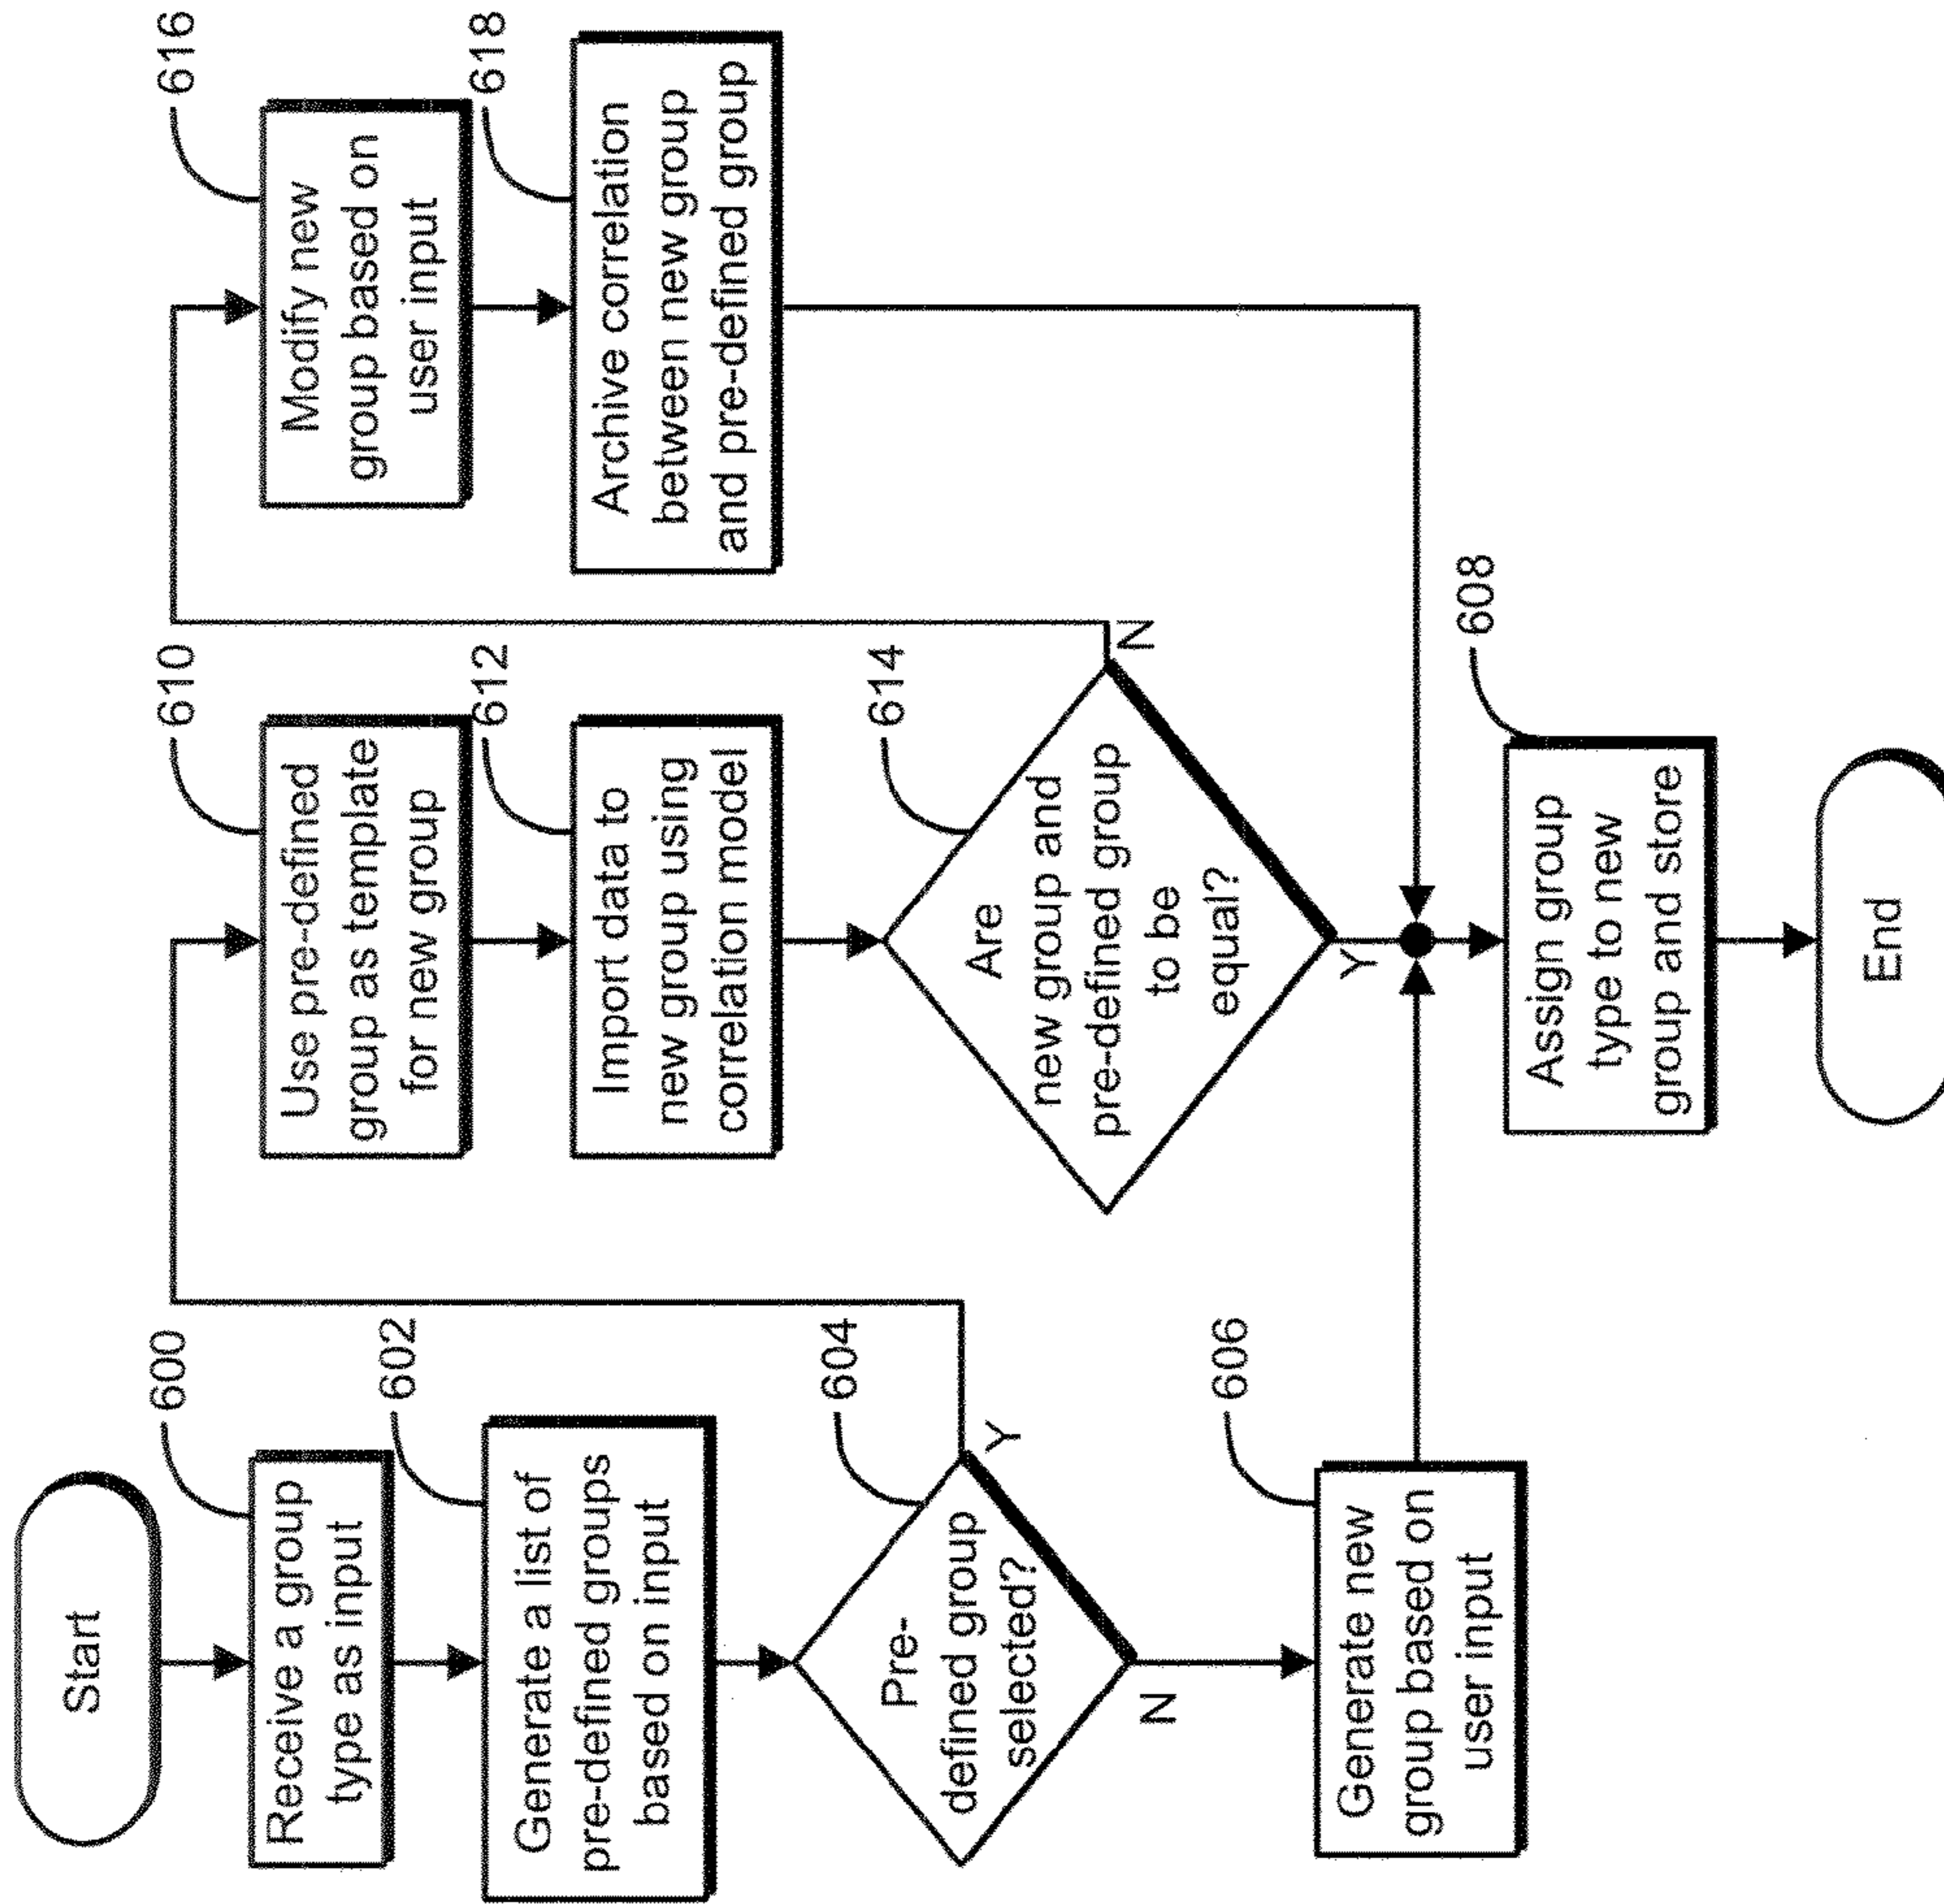 Start
600
Receive a group
type as input
602
Generate a list of
pre-defined groups
based on input
604
Pre-
defined group
selected?
Y
N
606
Generate new
group based on
user input
610
Use pre-defined
group as template
for new group
612
Import data to
new group using
correlation model
614
Are
new group and
pre-defined group
to be
equal?
N
Y
616
Modify new
group based on
user input
618
Archive correlation
between new group
and pre-defined group
608
Assign group
type to new
group and store
End